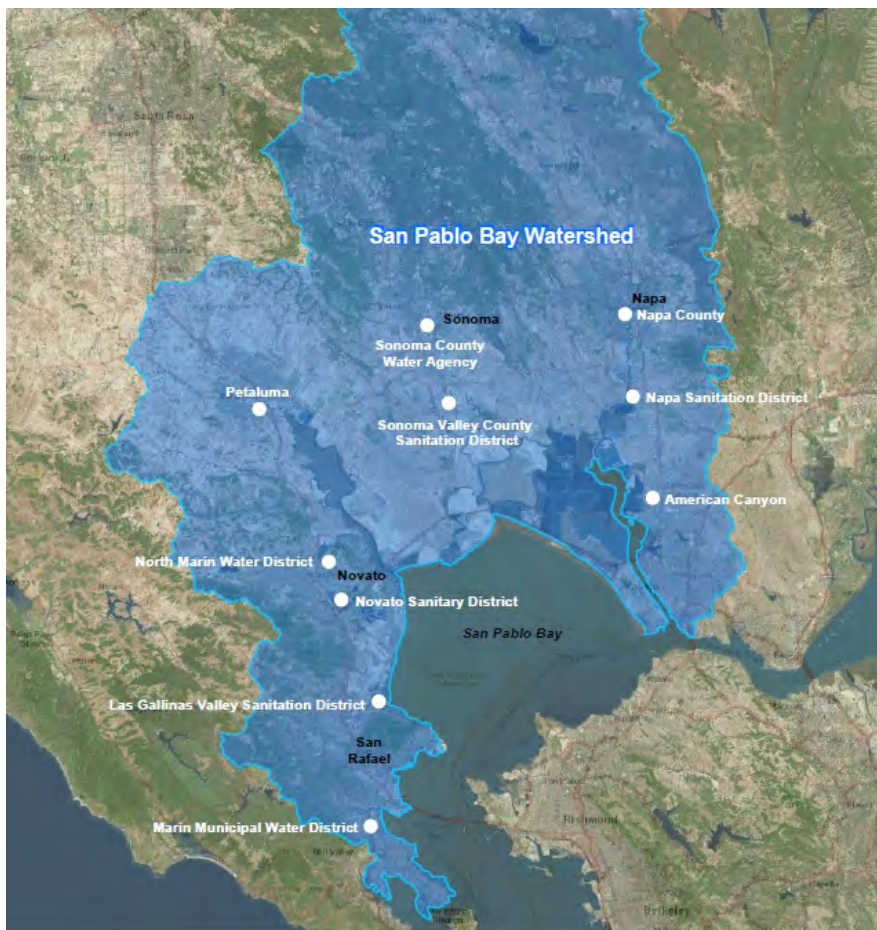 Santa Rosa
San Pablo Bay Watershed
Napa
Napa County
Sonoma
Sonoma County
Water Agency
Petaluma
Napa Sanitation District
Sonoma Valley County
Sanitation District
American Canyon
North Marin Water District
Novato
Novato Sanitary District
San Pablo Bay
Las Gallinas Valley Sanitation District
San
Rafael
Marin Municipal Water District
Richmond
Mill Valley
Berkeley